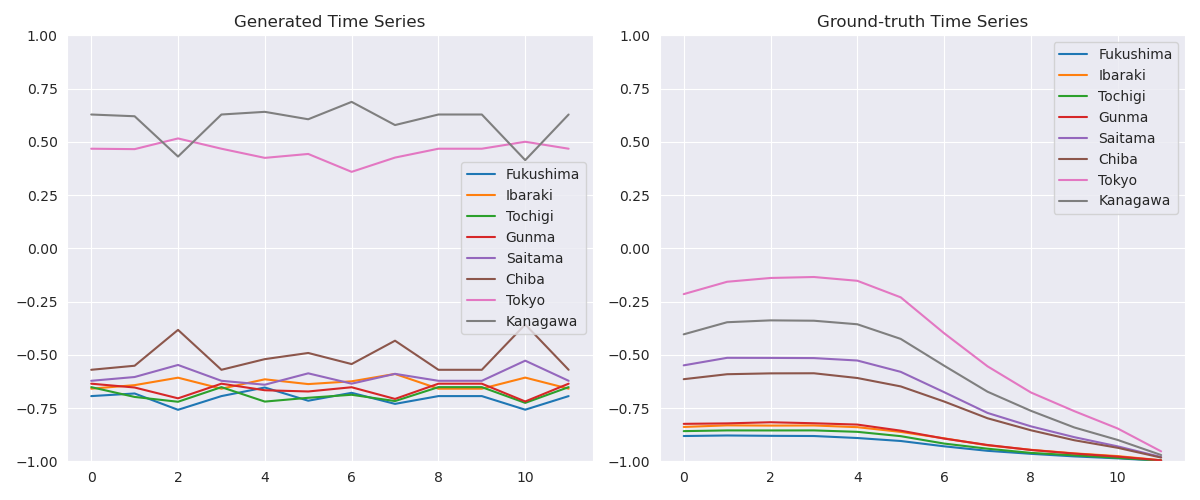 Generated Time Series
1.00
0.75
0.50
0.25
0.00
−0.25
−0.50
−0.75
−1.00
0 2 4 6 8 10
Fukushima
Ibaraki
Tochigi
Gunma
Saitama
Chiba
Tokyo
Kanagawa
Ground-truth Time Series
1.00
0.75
0.50
0.25
0.00
−0.25
−0.50
−0.75
−1.00
0 2 4 6 8 10
Fukushima
Ibaraki
Tochigi
Gunma
Saitama
Chiba
Tokyo
Kanagawa